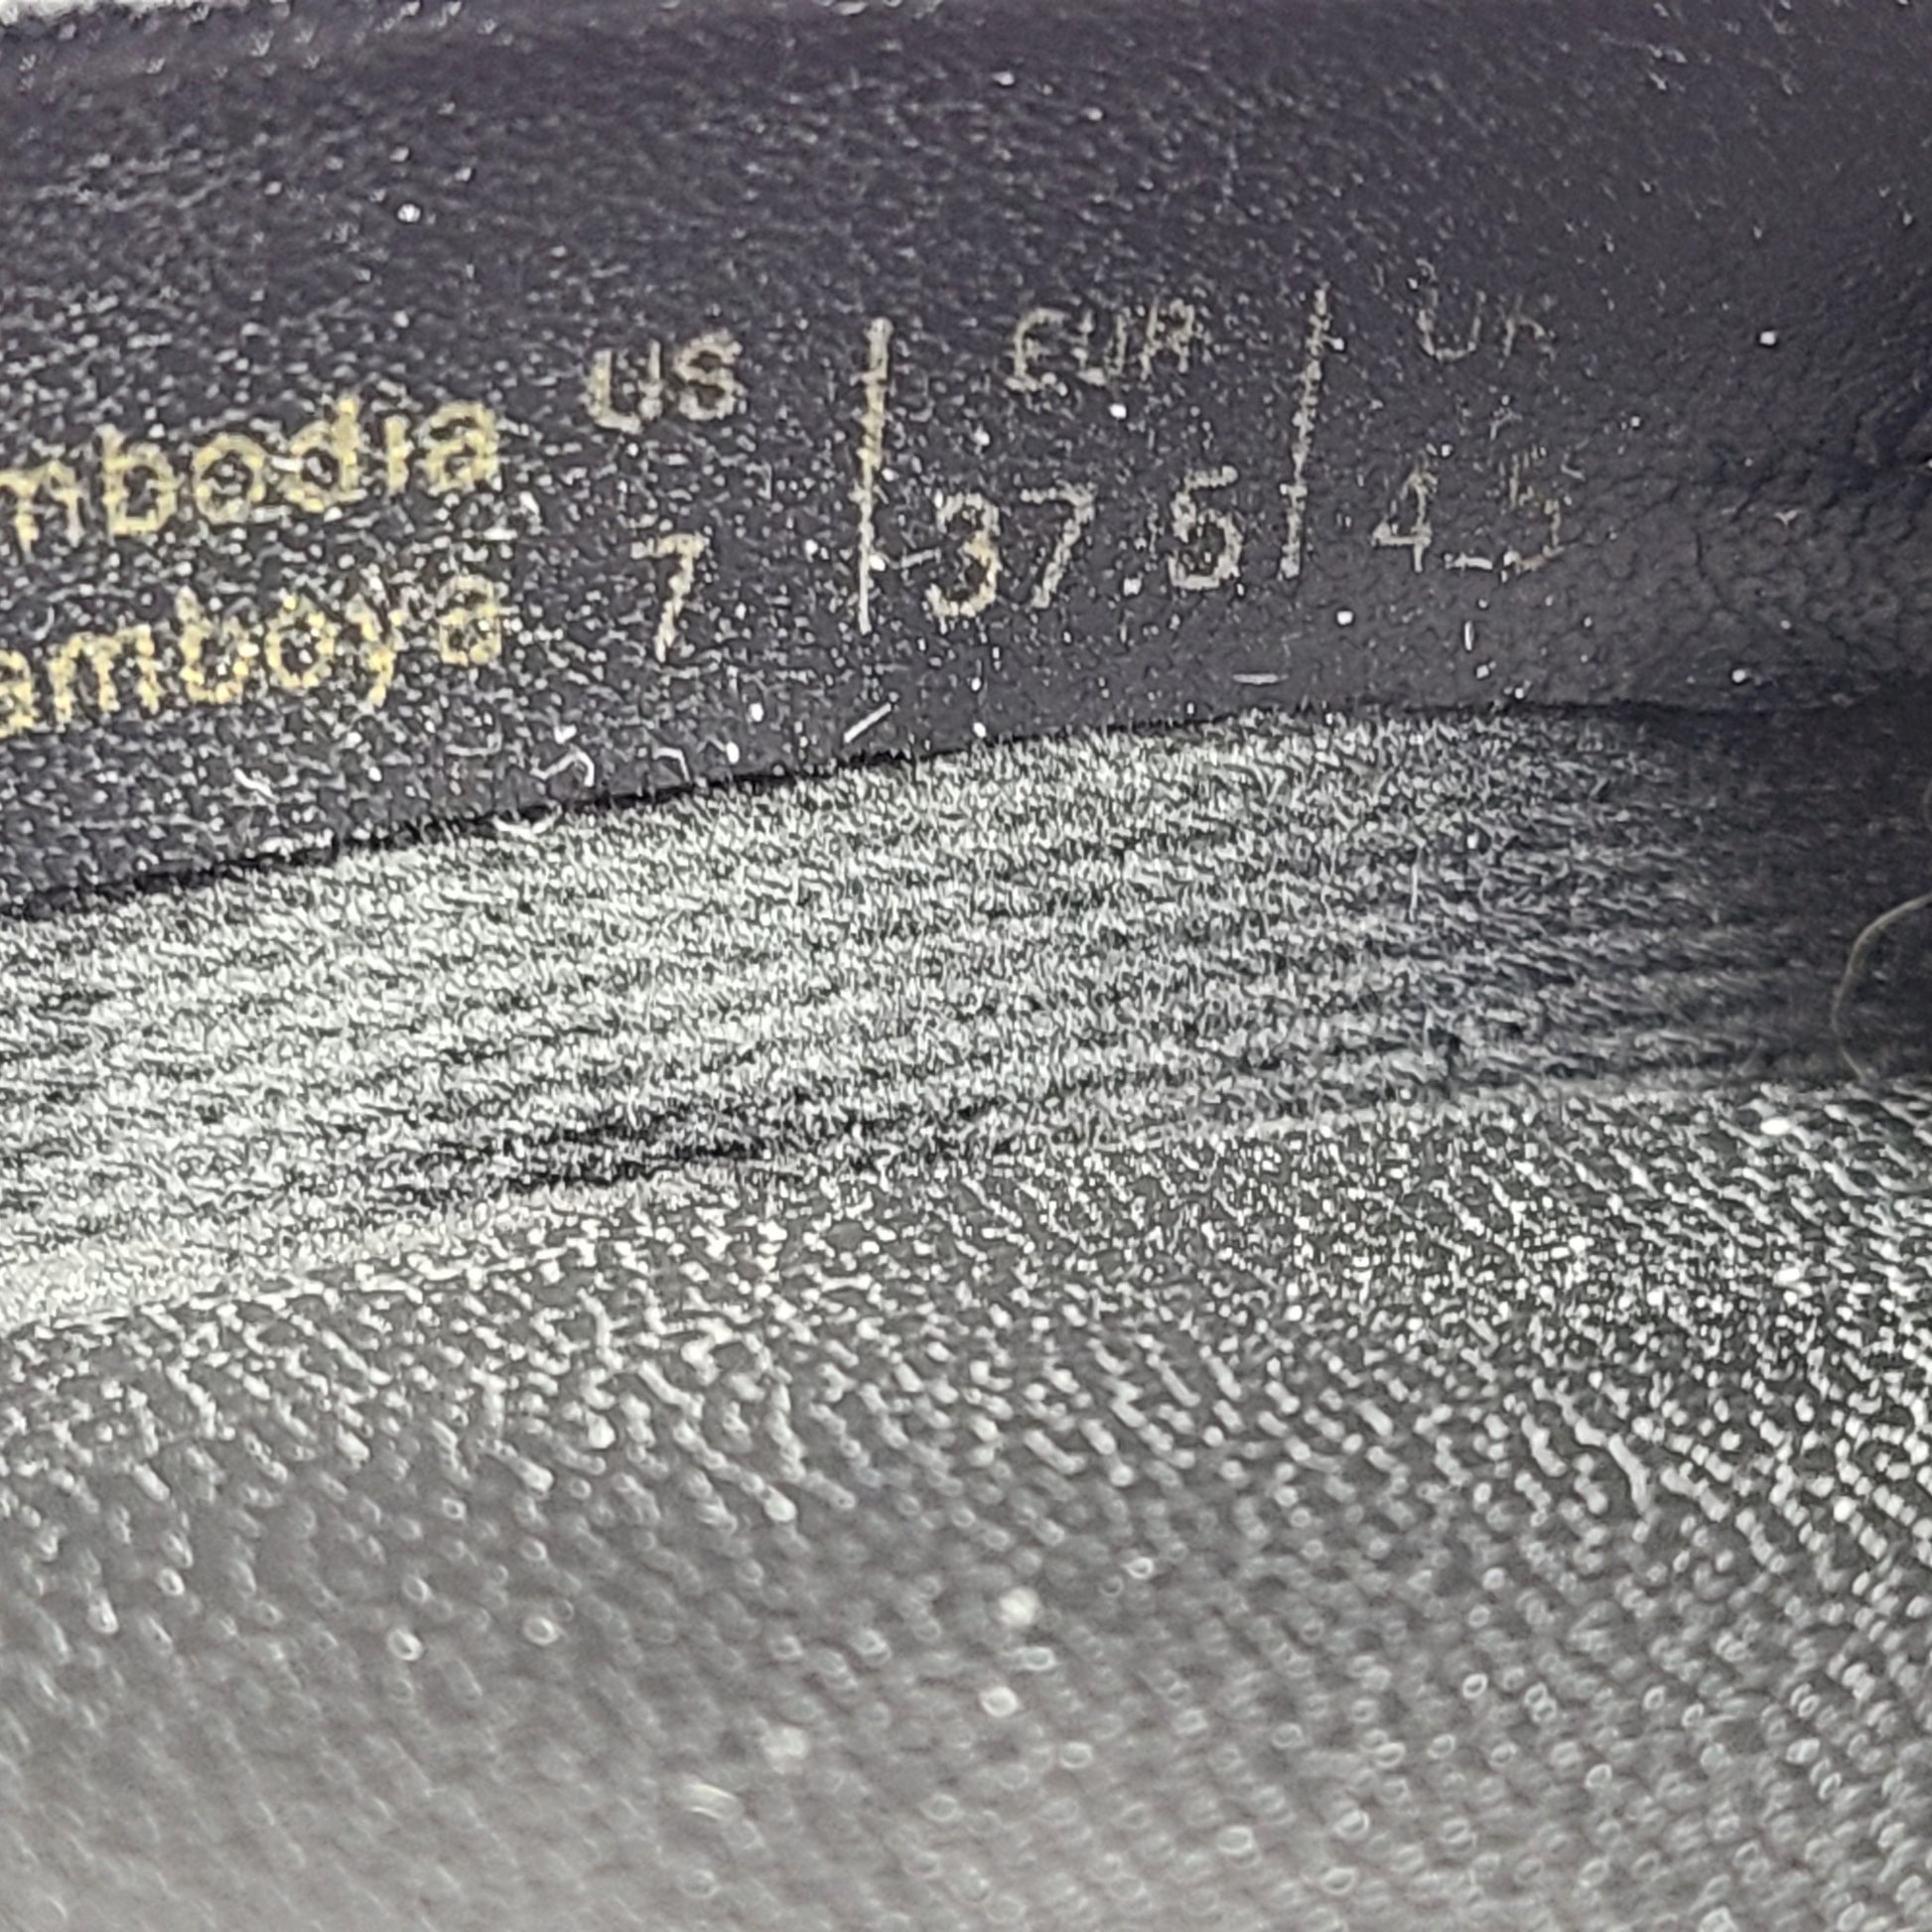 mbodia US | EUR | UK
amboya 7 | 37.5 | 4.5